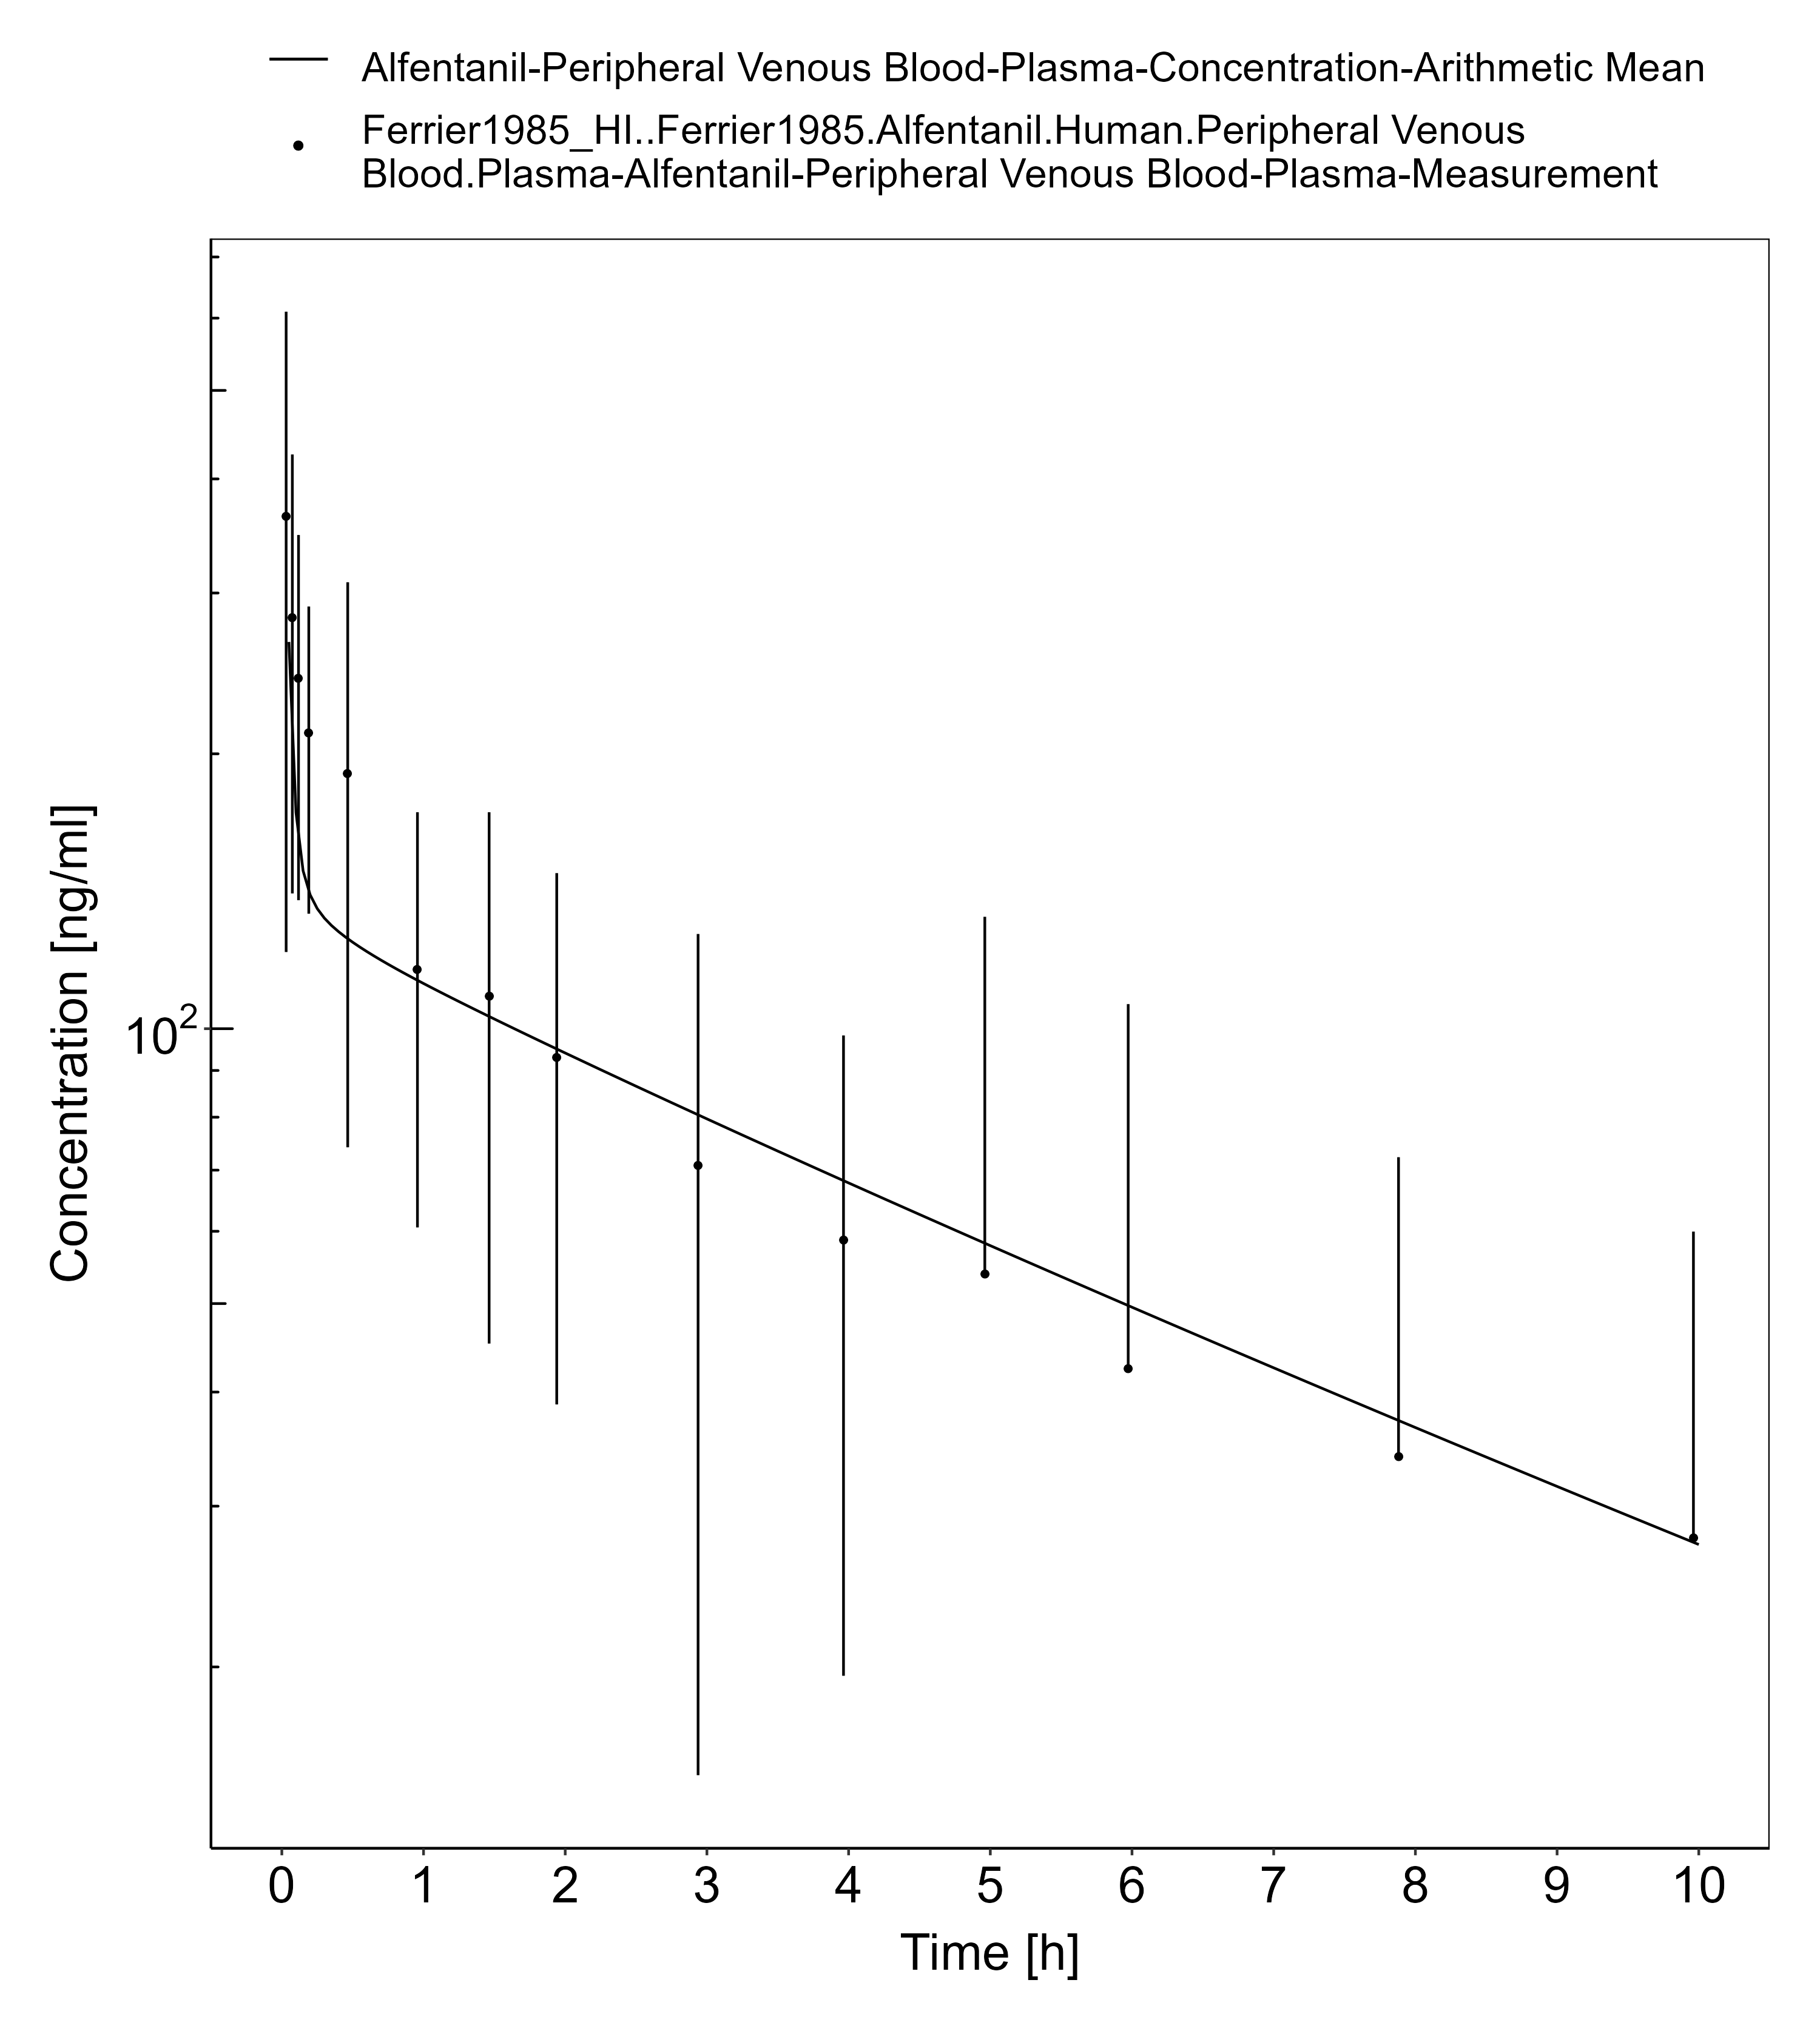 Alfentanil-Peripheral Venous Blood-Plasma-Concentration-Arithmetic Mean
Ferrier1985_HI..Ferrier1985.Alfentanil.Human.Peripheral Venous
Blood.Plasma-Alfentanil-Peripheral Venous Blood-Plasma-Measurement
Concentration [ng/ml]
10²
0 1 2 3 4 5 6 7 8 9 10
Time [h]